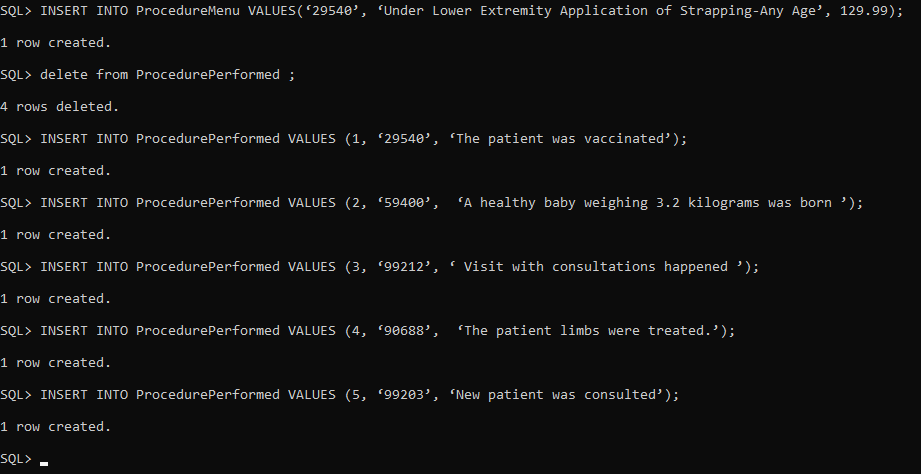 SQL> INSERT INTO ProcedureMenu VALUES(‘29540’, ‘Under Lower Extremity Application of Strapping-Any Age’, 129.99);
1 row created.
SQL> delete from ProcedurePerformed ;
4 rows deleted.
SQL> INSERT INTO ProcedurePerformed VALUES (1, ‘29540’, ‘The patient was vaccinated’);
1 row created.
SQL> INSERT INTO ProcedurePerformed VALUES (2, ‘59400’,  ‘A healthy baby weighing 3.2 kilograms was born ’);
1 row created.
SQL> INSERT INTO ProcedurePerformed VALUES (3, ‘99212’, ‘ Visit with consultations happened ’);
1 row created.
SQL> INSERT INTO ProcedurePerformed VALUES (4, ‘90688’,  ‘The patient limbs were treated.’);
1 row created.
SQL> INSERT INTO ProcedurePerformed VALUES (5, ‘99203’, ‘New patient was consulted’);
1 row created.
SQL>